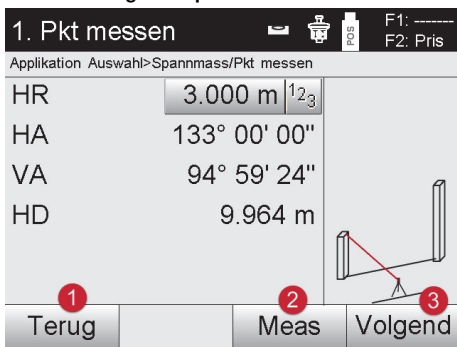 1. Pkt messen
POS
F1: -------
F2: Pris
Applikation Auswahl>Spannmass/Pkt messen
HR 3.000 m 123
HA 133° 00' 00"
VA 94° 59' 24"
HD 9.964 m
1 2 3
Terug Meas Volgend